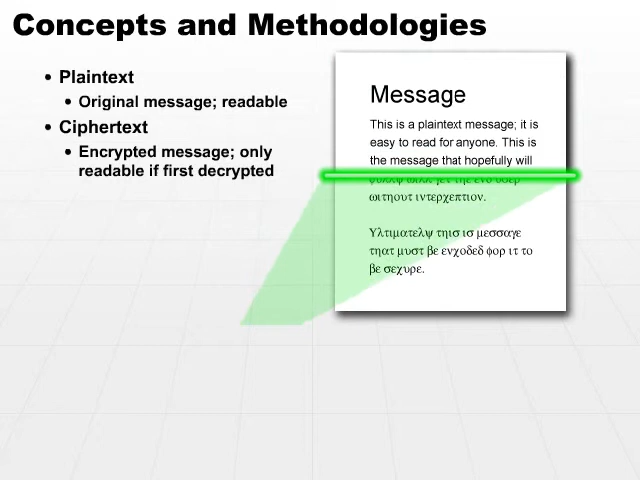 Concepts and Methodologies
• Plaintext
• Original message; readable
• Ciphertext
• Encrypted message; only
readable if first decrypted
Message
This is a plaintext message; it is
easy to read for anyone. This is
the message that hopefully will
ωιτηουτ ιντερχεπτιον.
Υλτιματελψ τηισ ισ μεσσαγε
τηατ μυστ βε ενχοδεδ φορ ιτ το
βε σεχυρε.